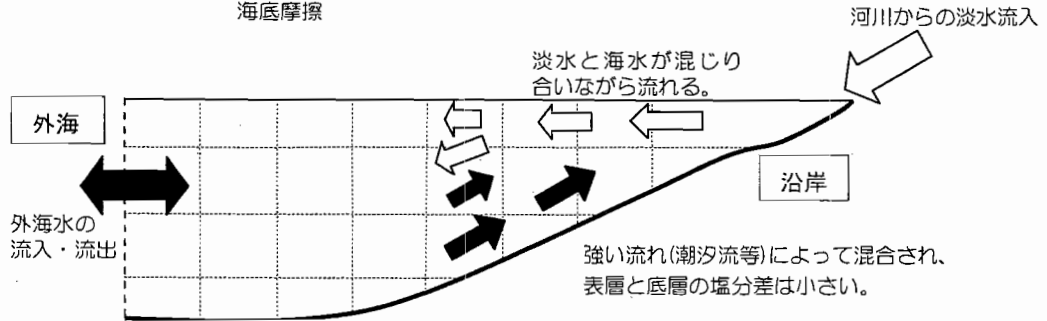 海底摩擦
河川からの淡水流入
淡水と海水が混じり
合いながら流れる。
外海
沿岸
外海水の
流入・流出
強い流れ(潮汐流等)によって混合され、
表層と底層の塩分差は小さい。